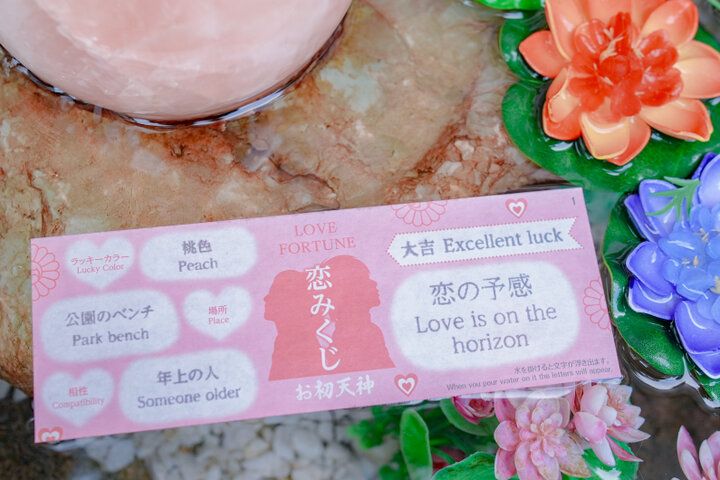 ラッキーカラー
Lucky Color
桃色
Peach
公園のベンチ
Park bench
場所
Place
相性
Compatibility
年上の人
Someone older
LOVE
FORTUNE
恋みくじ
お初天神
1
大吉 Excellent luck
恋の予感
Love is on the
horizon
水を掛けると文字が浮き出ます。
When you pour water on it the letters will appear.